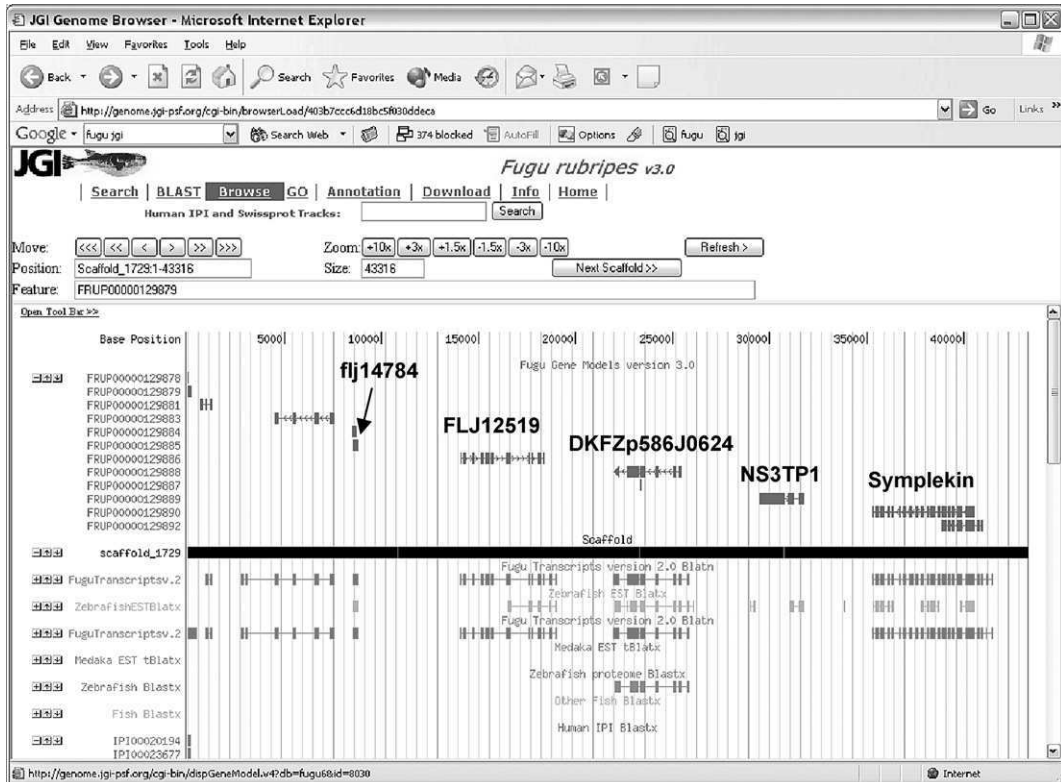 JGI Genome Browser - Microsoft Internet Explorer
File Edit View Favorites Tools Help
Back Search Favorites Media
Address http://genome.jgi-psf.org/cgi-bin/browserLoad/403b7ccc6d18bc5f030ddeca Go Links »
Google fugu jgi Search Web 374 blocked AutoFill Options fugu jgi
JGI Fugu rubripes v3.0
| Search | BLAST Browse GO | Annotation | Download | Info | Home |
Human IPI and Swissprot Tracks: Search
Move: <<< << < > >> >>> Zoom: +10x +3x +1.5x -1.5x -3x -10x Refresh >
Position: Scaffold_1729:1-43316 Size: 43316 Next Scaffold >>
Feature: FRUP00000129879
Open Tool Bar >>
Base Position 5000| 10000| 15000| 20000| 25000| 30000| 35000| 40000|
Fugu Gene Models version 3.0
flj14784
FRUP00000129878
FRUP00000129879
FRUP00000129881
FRUP00000129883
FRUP00000129884
FLJ12519
FRUP00000129885
DKFZp586J0624
FRUP00000129886
FRUP00000129888
NS3TP1
Symplekin
FRUP00000129887
FRUP00000129889
FRUP00000129890
FRUP00000129892
Scaffold
scaffold_1729
Fugu Transcripts version 2.0 Blatn
FuguTranscriptsv.2
Zebrafish EST Blatx
ZebrafishESTBlatx
Fugu Transcripts version 2.0 Blatn
FuguTranscriptsv.2
Medaka EST tBlatx
Medaka EST tBlatx
Zebrafish proteome Blastx
Zebrafish Blastx
Other Fish Blastx
Fish Blastx
Human IPI Blastx
IPI00020194
IPI00023677
http://genome.jgi-psf.org/cgi-bin/dispGeneModel.v4?db=fugu6&id=8030 Internet